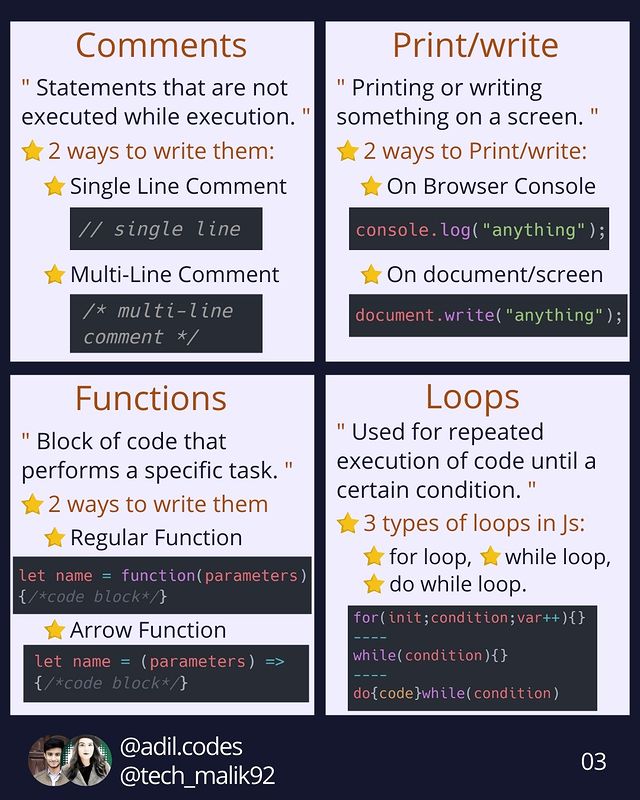 Comments
" Statements that are not
executed while execution. "
2 ways to write them:
Single Line Comment
// single line
Multi-Line Comment
/* multi-line
comment */
Print/write
" Printing or writing
something on a screen. "
2 ways to Print/write:
On Browser Console
console.log("anything");
On document/screen
document.write("anything");
Functions
" Block of code that
performs a specific task. "
2 ways to write them
Regular Function
let name = function(parameters)
{/*code block*/}
Arrow Function
let name = (parameters) =>
{/*code block*/}
Loops
" Used for repeated
execution of code until a
certain condition. "
3 types of loops in Js:
for loop, while loop,
do while loop.
for(init;condition;var++){}
----
while(condition){}
----
do{code}while(condition)
@adil.codes
@tech_malik92
03